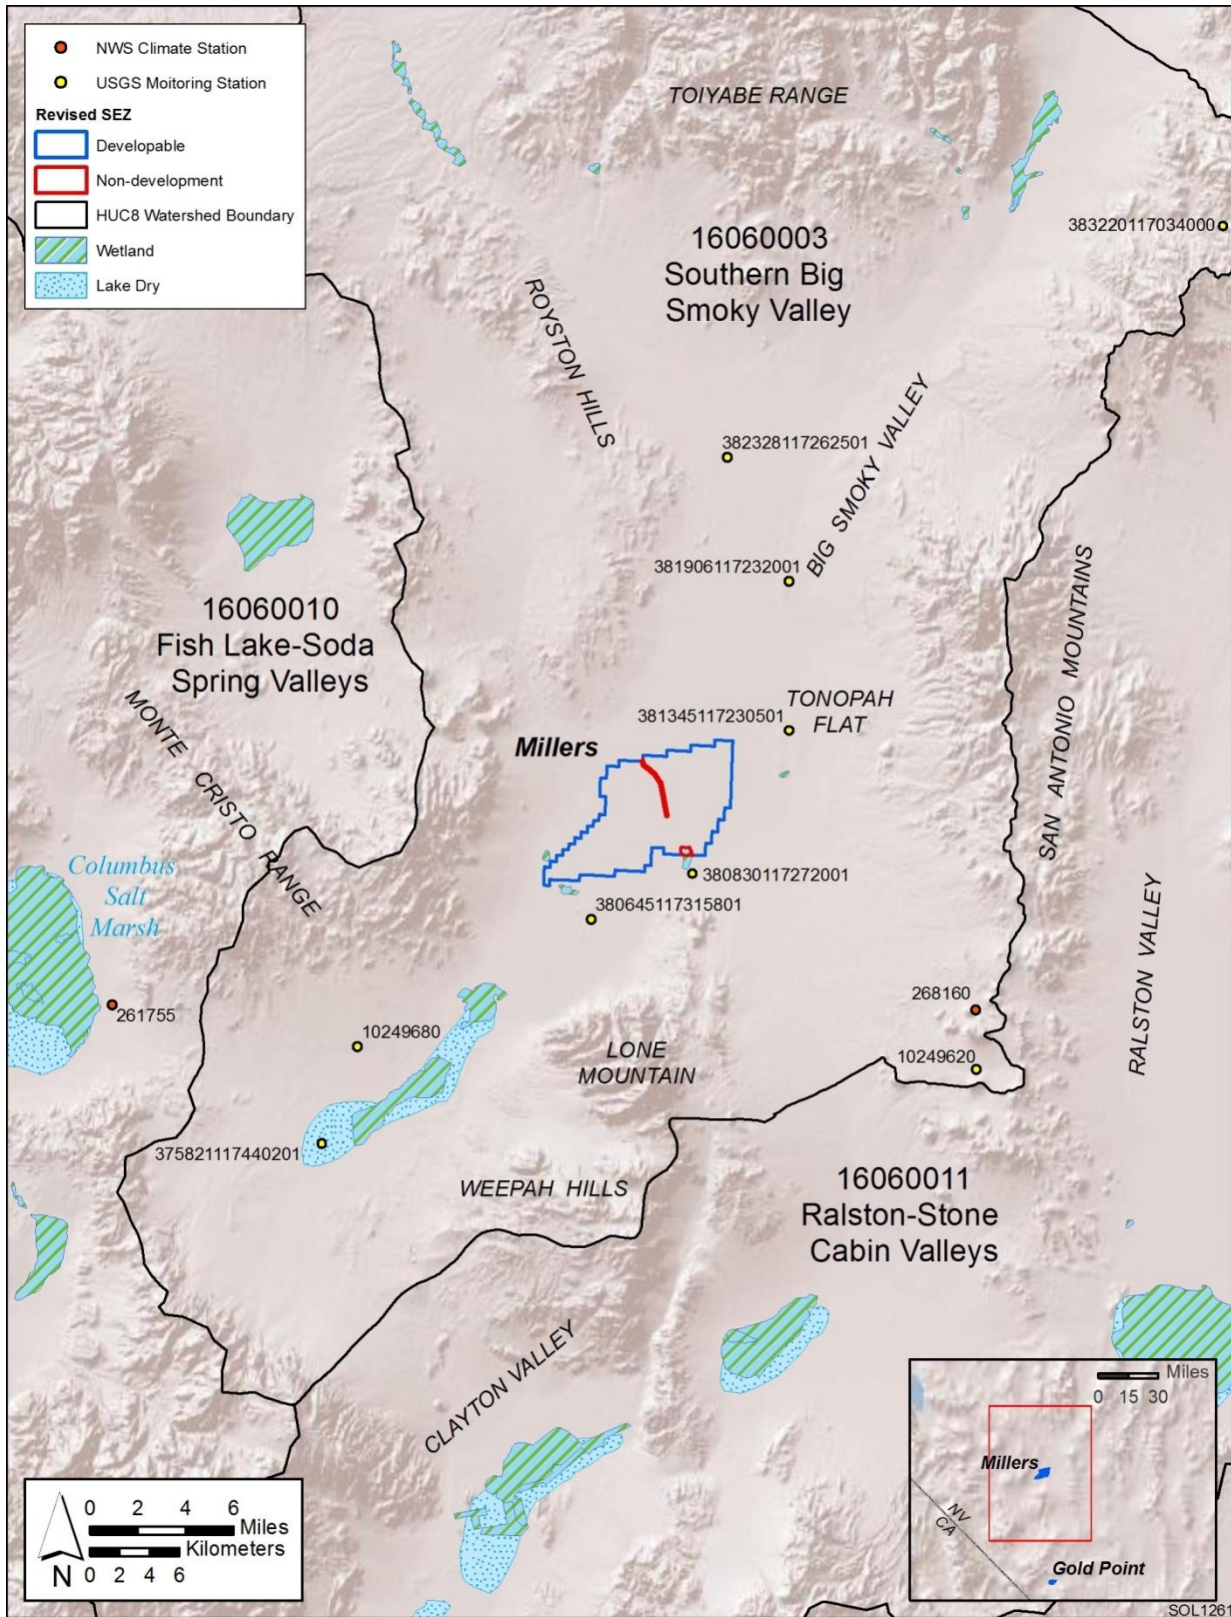 NWS Climate Station
USGS Moitoring Station
Revised SEZ
Developable
Non-development
HUC8 Watershed Boundary
Wetland
Lake Dry
TOIYABE RANGE
383220117034000
16060003
Southern Big
Smoky Valley
ROYSTON HILLS
BIG SMOKY VALLEY
382328117262501
381906117232001
16060010
Fish Lake-Soda
Spring Valleys
SAN ANTONIO MOUNTAINS
MONTE CRISTO RANGE
TONOPAH
FLAT
381345117230501
Millers
Columbus
Salt
Marsh
380830117272001
380645117315801
RALSTON VALLEY
261755
268160
10249680
10249620
LONE
MOUNTAIN
375821117440201
WEEPAH HILLS
16060011
Ralston-Stone
Cabin Valleys
CLAYTON VALLEY
0 2 4 6
Miles
Kilometers
0 2 4 6
N
Miles
0 15 30
Millers
NV
CA
Gold Point
SOL1261